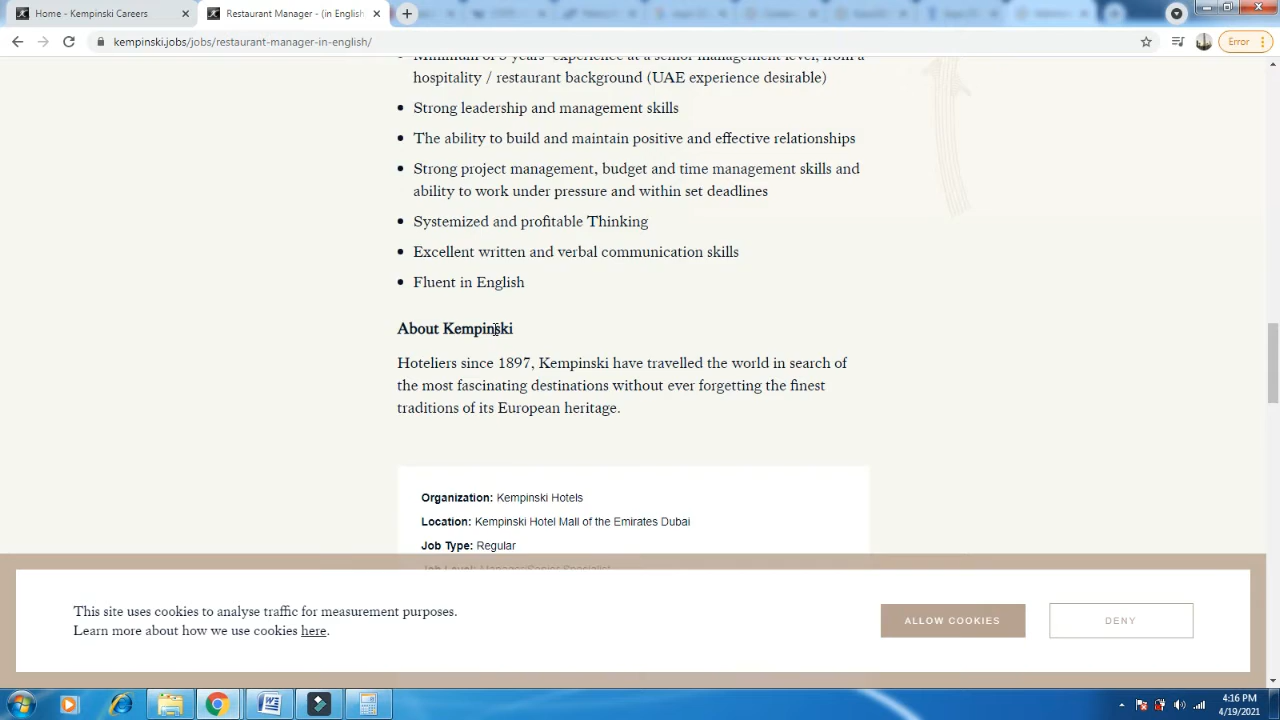 Home - Kempinski Careers
Restaurant Manager - (in English
kempinski.jobs/jobs/restaurant-manager-in-english/
Error
hospitality / restaurant background (UAE experience desirable)
Strong leadership and management skills
The ability to build and maintain positive and effective relationships
Strong project management, budget and time management skills and
ability to work under pressure and within set deadlines
Systemized and profitable Thinking
Excellent written and verbal communication skills
Fluent in English
About Kempinski
Hoteliers since 1897, Kempinski have travelled the world in search of
the most fascinating destinations without ever forgetting the finest
traditions of its European heritage.
Organization: Kempinski Hotels
Location: Kempinski Hotel Mall of the Emirates Dubai
Job Type: Regular
Job Level: Manager/Senior Specialist
This site uses cookies to analyse traffic for measurement purposes.
Learn more about how we use cookies here.
ALLOW COOKIES
DENY
4:16 PM
4/19/2021